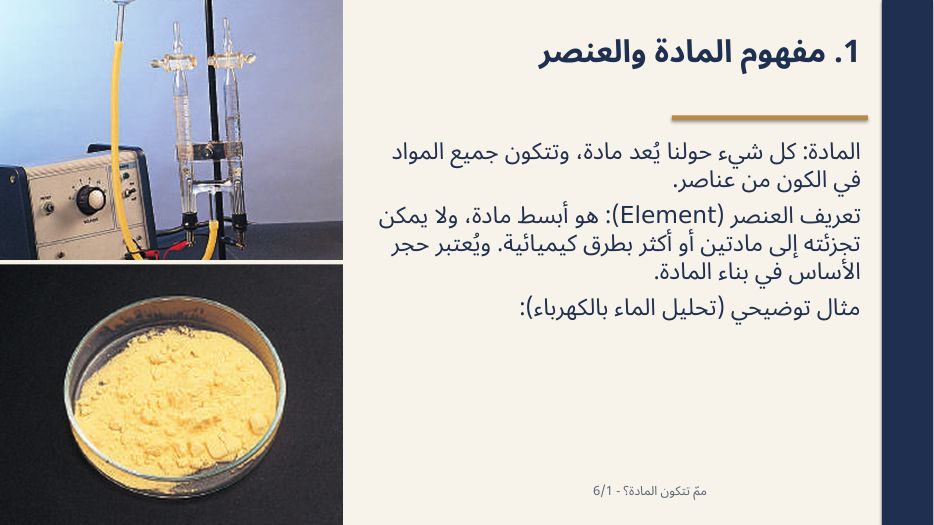 1. مفهوم المادة والعنصر
المادة: كل شيء حولنا يُعد مادة، وتتكون جميع المواد
في الكون من عناصر.
تعريف العنصر (Element): هو أبسط مادة، ولا يمكن
تجزئته إلى مادتين أو أكثر بطرق كيميائية. ويُعتبر حجر
الأساس في بناء المادة.
مثال توضيحي (تحليل الماء بالكهرباء):
ممّ تتكون المادة؟ - 6/1